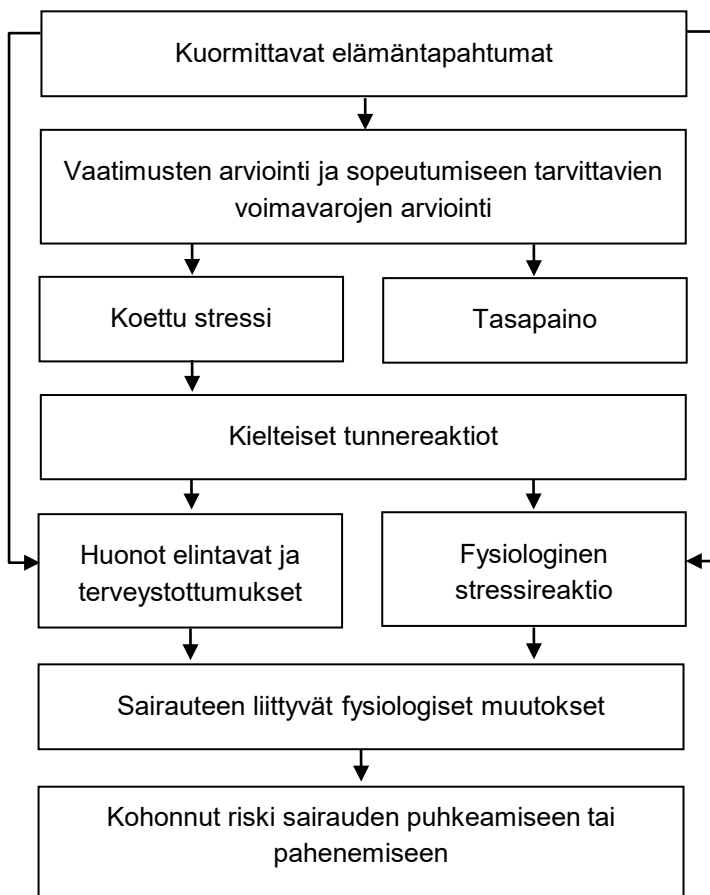 Kuormittavat elämäntapahtumat
Vaatimusten arviointi ja sopeutumiseen tarvittavien
voimavarojen arviointi
Koettu stressi
Tasapaino
Kielteiset tunnereaktiot
Huonot elintavat ja
terveystottumukset
Fysiologinen
stressireaktio
Sairauteen liittyvät fysiologiset muutokset
Kohonnut riski sairauden puhkeamiseen tai
pahenemiseen